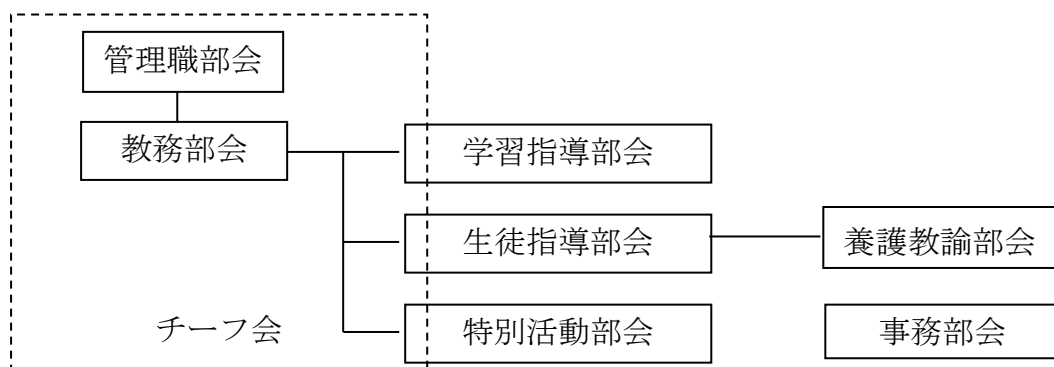 管理職部会
教務部会
学習指導部会
生徒指導部会
養護教諭部会
チーフ会
特別活動部会
事務部会